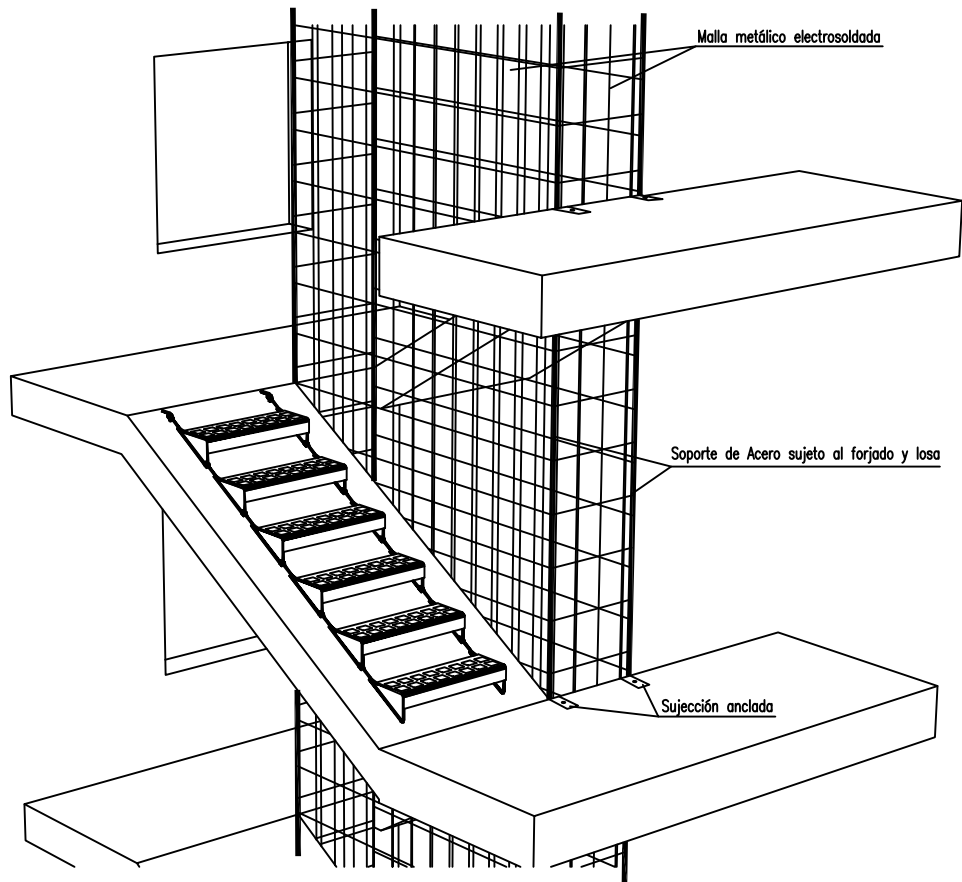 Malla metálico electrosoldada
Soporte de Acero sujeto al forjado y losa
Sujección anclada